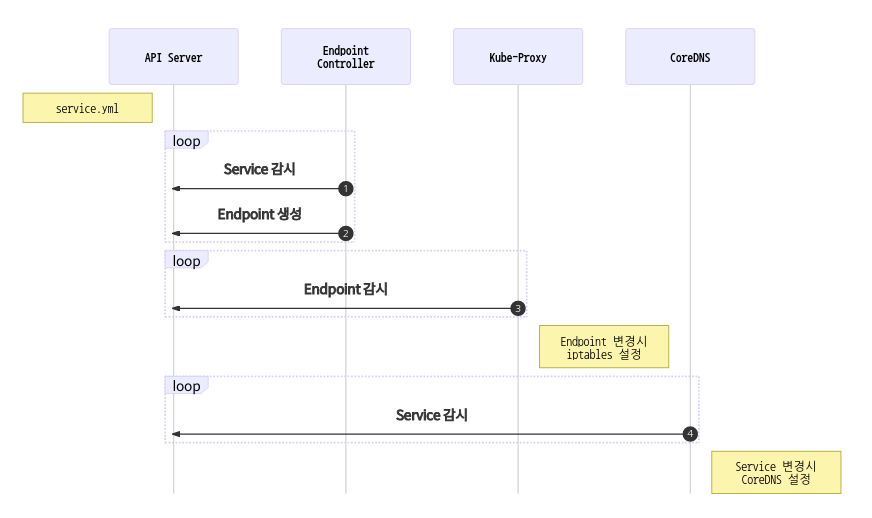 API Server
Endpoint
Controller
Kube-Proxy
CoreDNS
service.yml
loop
Service 감시
1
Endpoint 생성
2
loop
Endpoint 감시
3
Endpoint 변경시
iptables 설정
loop
Service 감시
4
Service 변경시
CoreDNS 설정